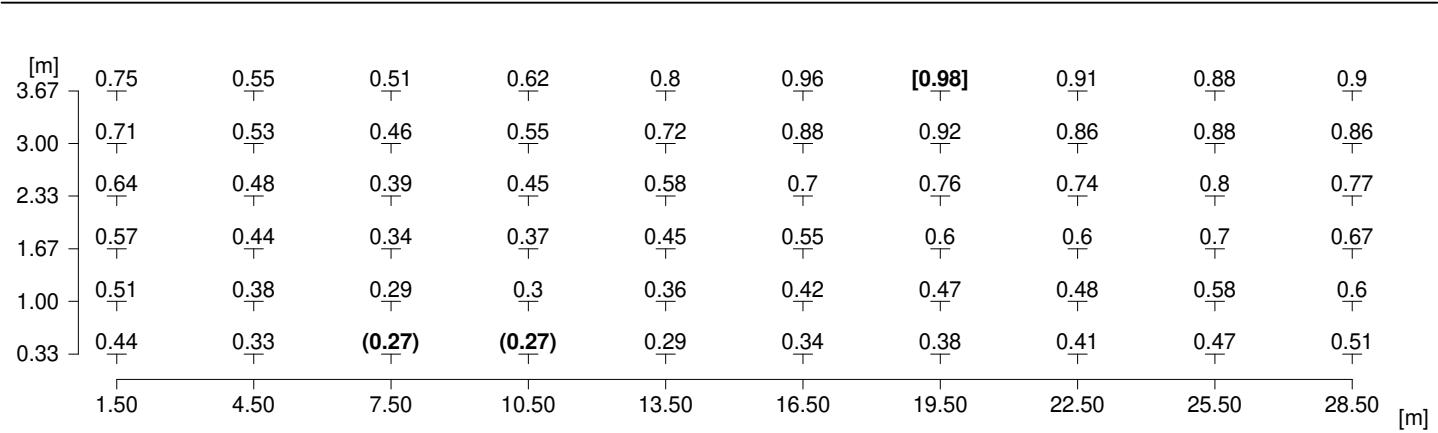 [m]
3.67 0.75 0.55 0.51 0.62 0.8 0.96 [0.98] 0.91 0.88 0.9
3.00 0.71 0.53 0.46 0.55 0.72 0.88 0.92 0.86 0.88 0.86
2.33 0.64 0.48 0.39 0.45 0.58 0.7 0.76 0.74 0.8 0.77
1.67 0.57 0.44 0.34 0.37 0.45 0.55 0.6 0.6 0.7 0.67
1.00 0.51 0.38 0.29 0.3 0.36 0.42 0.47 0.48 0.58 0.6
0.33 0.44 0.33 (0.27) (0.27) 0.29 0.34 0.38 0.41 0.47 0.51
1.50 4.50 7.50 10.50 13.50 16.50 19.50 22.50 25.50 28.50 [m]